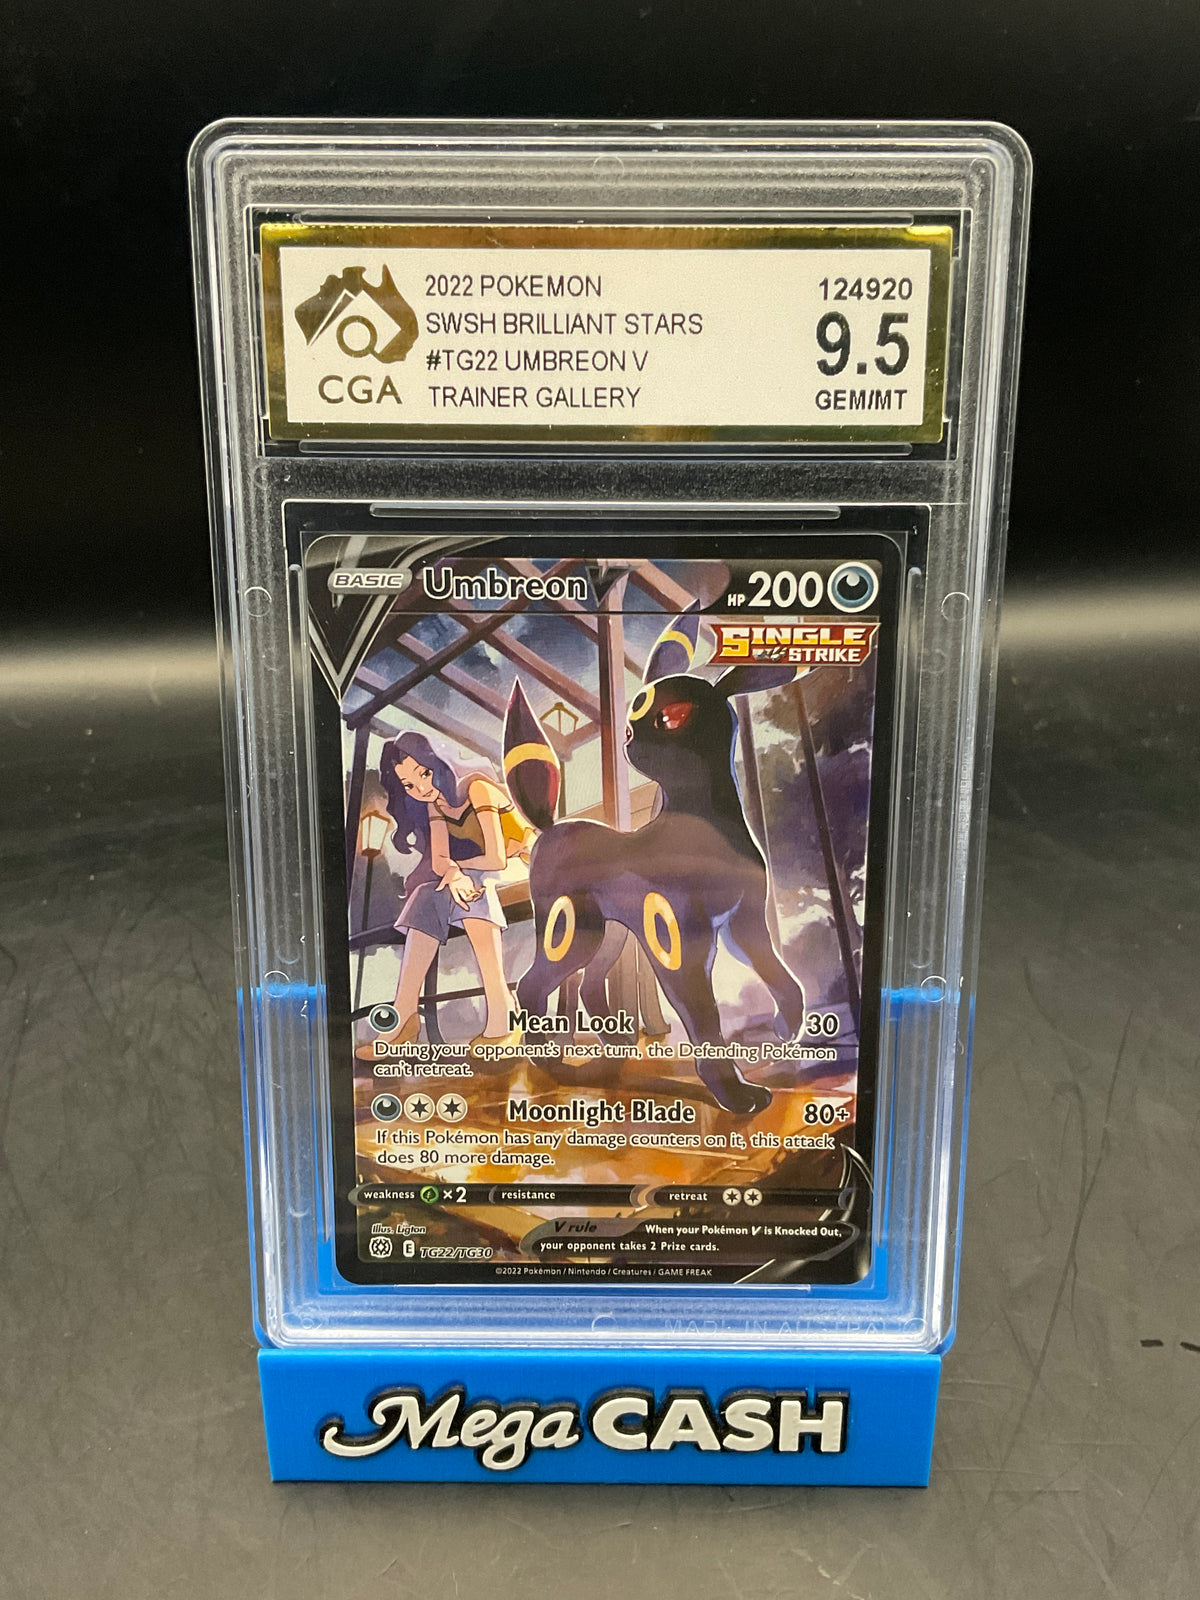 2022 POKEMON
124920
SWSH BRILLIANT STARS
9.5
#TG22 UMBREON V
CGA
TRAINER GALLERY
GEM/MT
BASIC
Umbreon V
HP 200
SINGLE
STRIKE
Mean Look
30
During your opponent's next turn, the Defending Pokémon
can't retreat.
Moonlight Blade
80+
If this Pokémon has any damage counters on it, this attack
does 80 more damage.
weakness ×2 resistance retreat
Illus. Ligton
V rule
When your Pokémon V is Knocked Out,
your opponent takes 2 Prize cards.
E TG22/TG30
©2022 Pokémon / Nintendo / Creatures / GAME FREAK
MADE IN AUSTRALIA
Mega CASH